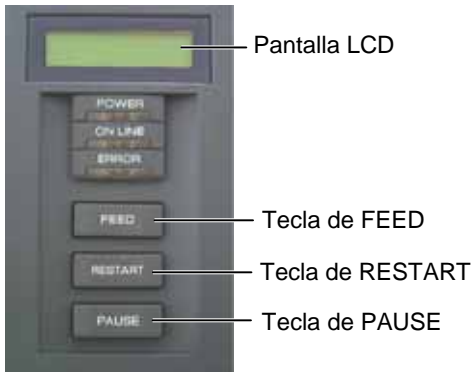 Pantalla LCD
POWER
ON LINE
ERROR
FEED
Tecla de FEED
RESTART
Tecla de RESTART
PAUSE
Tecla de PAUSE